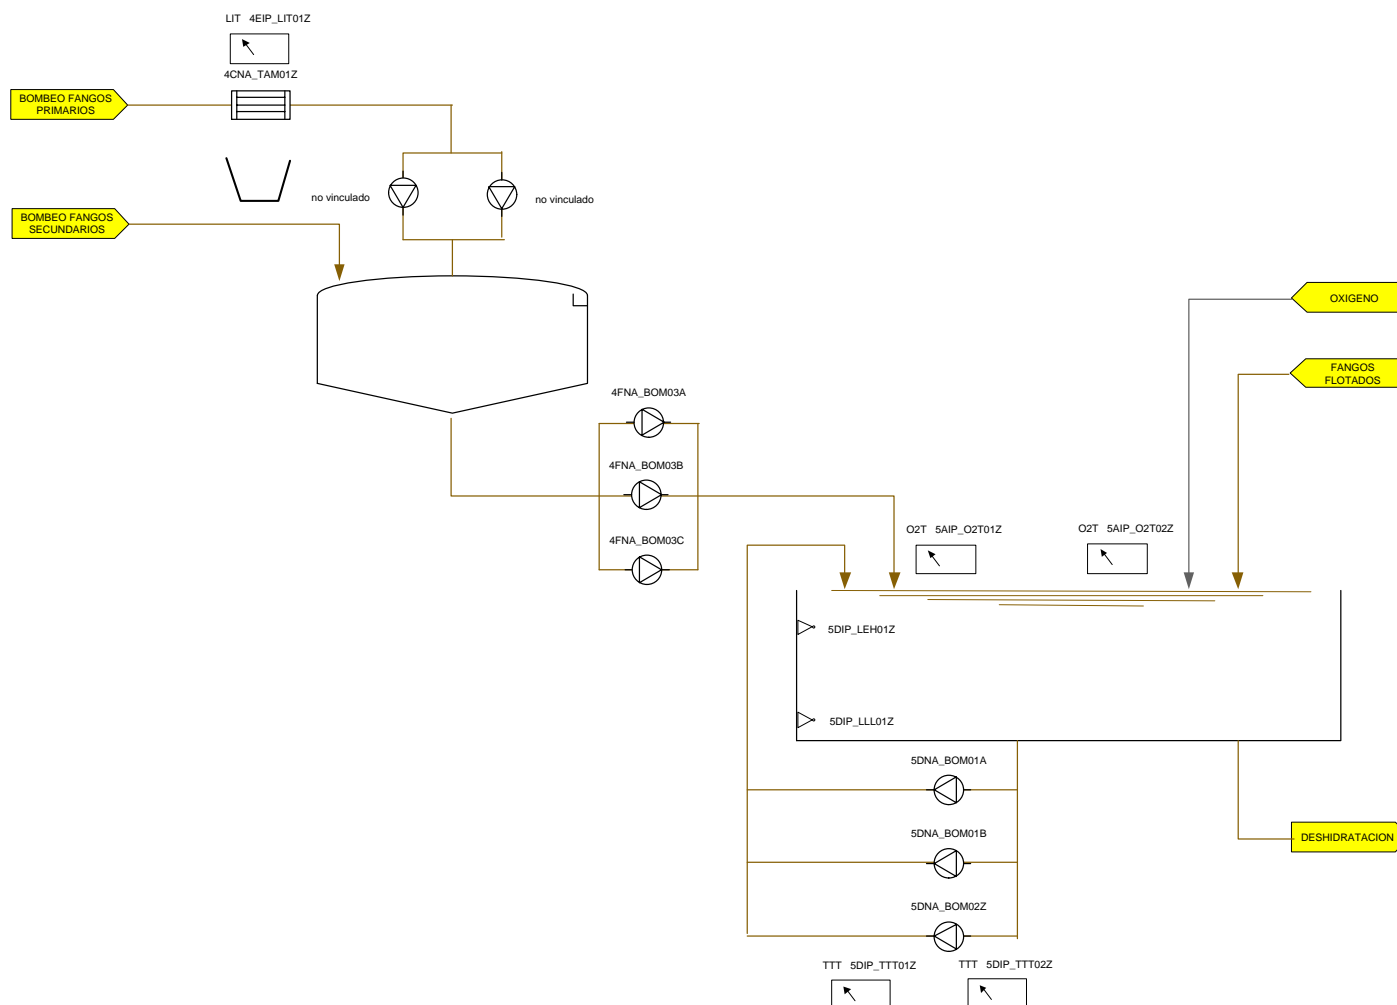 LIT 4EIP_LIT01Z
4CNA_TAM01Z
BOMBEO FANGOS
PRIMARIOS
no vinculado
no vinculado
BOMBEO FANGOS
SECUNDARIOS
OXIGENO
FANGOS
FLOTADOS
4FNA_BOM03A
4FNA_BOM03B
4FNA_BOM03C
O2T 5AIP_O2T01Z
O2T 5AIP_O2T02Z
5DIP_LEH01Z
5DIP_LLL01Z
5DNA_BOM01A
5DNA_BOM01B
DESHIDRATACION
5DNA_BOM02Z
TTT 5DIP_TTT01Z
TTT 5DIP_TTT02Z